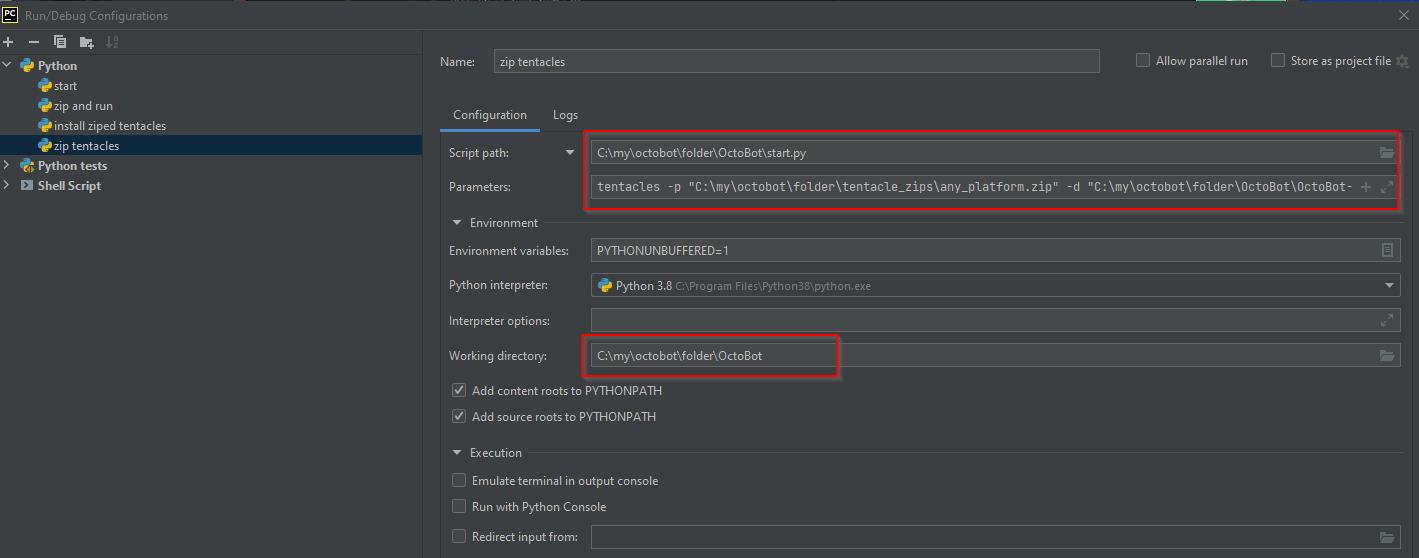 PC Run/Debug Configurations
Name: zip tentacles Allow parallel run Store as project file
Python
start
zip and run
install ziped tentacles
zip tentacles
Python tests
Shell Script
Configuration Logs
Script path: C:\my\octobot\folder\OctoBot\start.py
Parameters: tentacles -p "C:\my\octobot\folder\tentacle_zips\any_platform.zip" -d "C:\my\octobot\folder\OctoBot\OctoBot-
Environment
Environment variables: PYTHONUNBUFFERED=1
Python interpreter: Python 3.8 C:\Program Files\Python38\python.exe
Interpreter options:
Working directory: C:\my\octobot\folder\OctoBot
Add content roots to PYTHONPATH
Add source roots to PYTHONPATH
Execution
Emulate terminal in output console
Run with Python Console
Redirect input from: